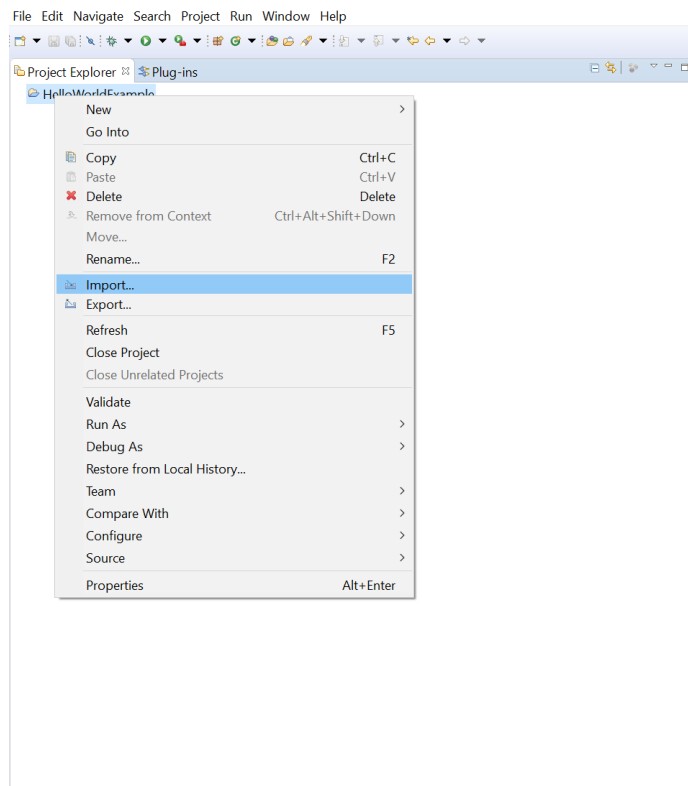 File Edit Navigate Search Project Run Window Help
Project Explorer Plug-ins
HelloWorldExample
New
Go Into
Copy Ctrl+C
Paste Ctrl+V
Delete Delete
Remove from Context Ctrl+Alt+Shift+Down
Move...
Rename... F2
Import...
Export...
Refresh F5
Close Project
Close Unrelated Projects
Validate
Run As
Debug As
Restore from Local History...
Team
Compare With
Configure
Source
Properties Alt+Enter